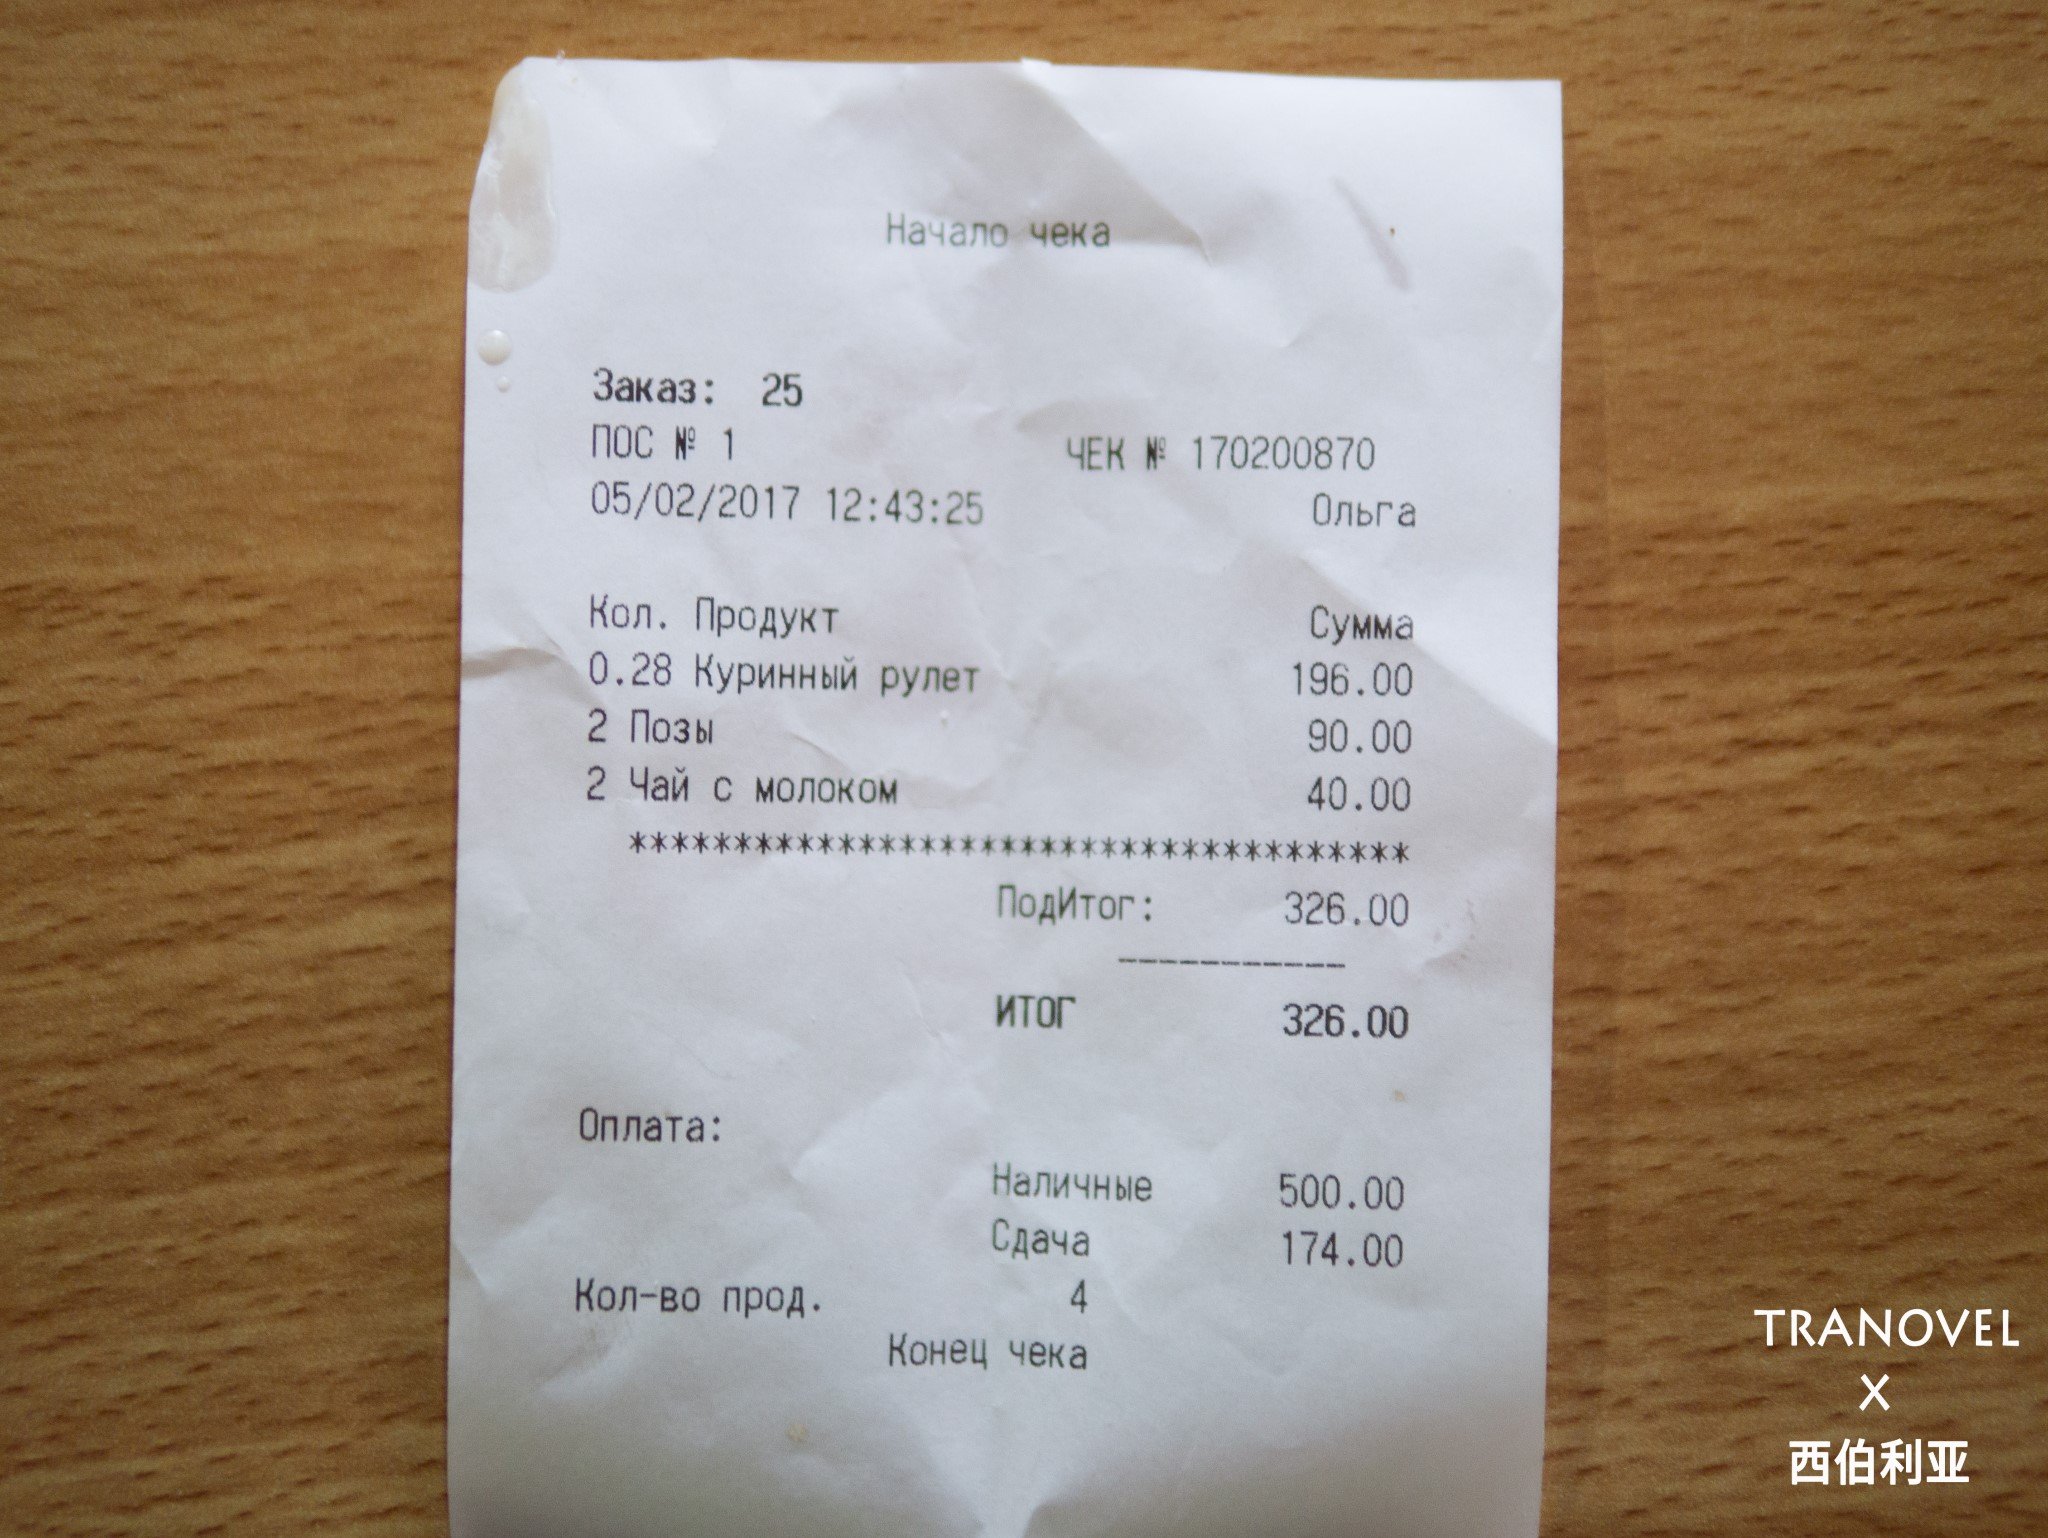 Начало чека
Заказ: 25
ПОС № 1 ЧЕК № 170200870
05/02/2017 12:43:25 Ольга
Кол. Продукт Сумма
0.28 Куринный рулет 196.00
2 Позы 90.00
2 Чай с молоком 40.00
**************************************
ПодИтог: 326.00
-----------
ИТОГ 326.00
Оплата:
Наличные 500.00
Сдача 174.00
Кол-во прод. 4
Конец чека
TRANOVEL
X
西伯利亚